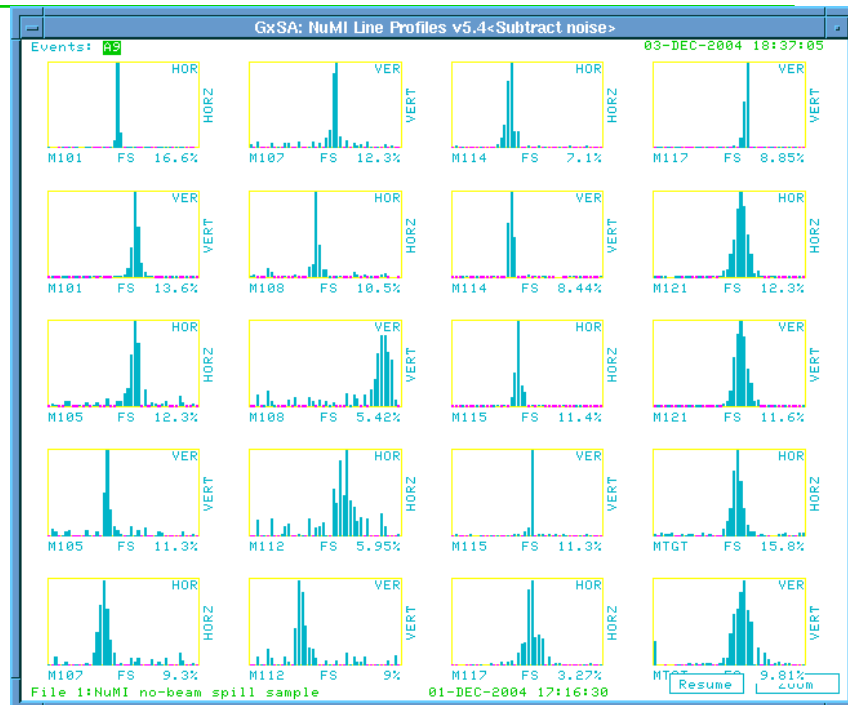 GxSA: NuMI Line Profiles v5.4<Subtract noise>
Events: A9 03-DEC-2004 18:37:05
HOR HORZ VER VERT HOR HORZ VER VERT
M101 FS 16.6% M107 FS 12.3% M114 FS 7.1% M117 FS 8.85%
VER VERT HOR HORZ VER VERT HOR HORZ
M101 FS 13.6% M108 FS 10.5% M114 FS 8.44% M121 FS 12.3%
HOR HORZ VER VERT HOR HORZ VER VERT
M105 FS 12.3% M108 FS 5.42% M115 FS 11.4% M121 FS 11.6%
VER VERT HOR HORZ VER VERT HOR HORZ
M105 FS 11.3% M112 FS 5.95% M115 FS 11.3% MTGT FS 15.8%
HOR HORZ VER VERT HOR HORZ VER VERT
M107 FS 9.3% M112 FS 9% M117 FS 3.27% FS 9.81%
Resume Zoom
File 1:NuMI no-beam spill sample 01-DEC-2004 17:16:30